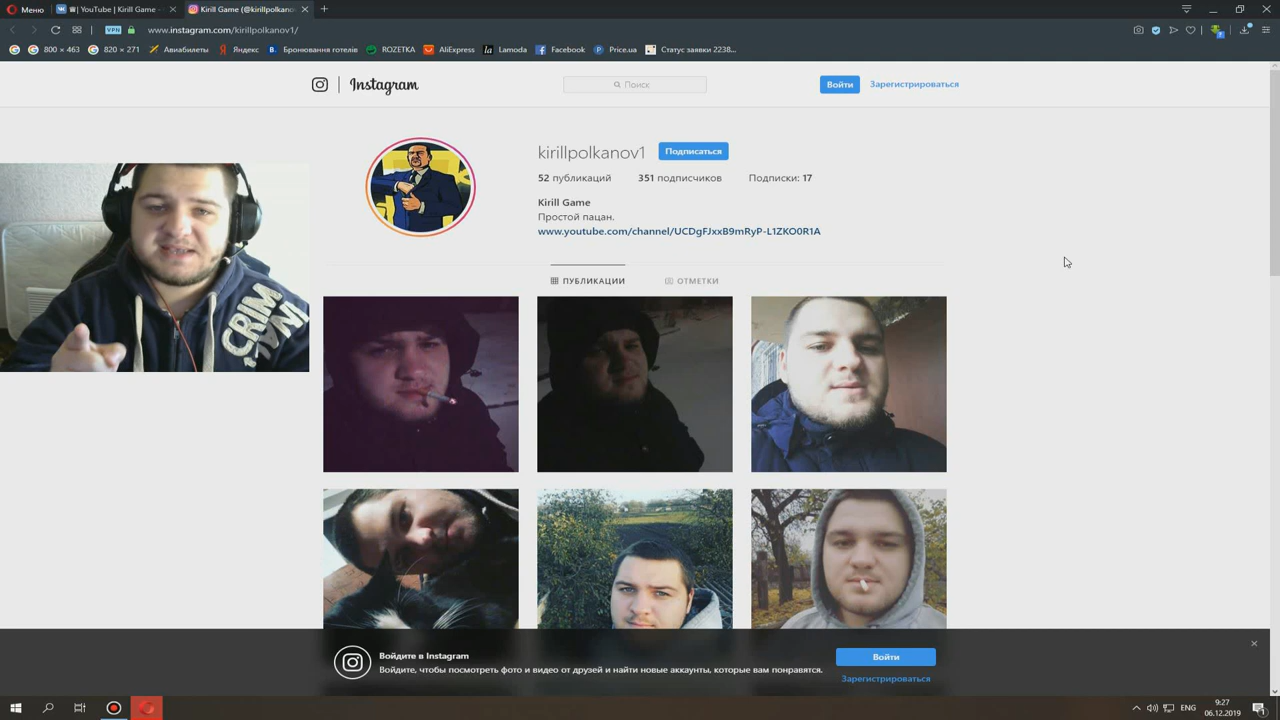 Меню
YouTube | Kirill Game -
Kirill Game (@kirillpolkano
VPN
www.instagram.com/kirillpolkanov1/
800 × 463
820 × 271
Авиабилеты
Яндекс
Бронювання готелів
ROZETKA
AliExpress
Lamoda
Facebook
Price.ua
Статус заявки 2238...
Instagram
Поиск
Войти
Зарегистрироваться
kirillpolkanov1
Подписаться
52 публикаций
351 подписчиков
Подписки: 17
Kirill Game
Простой пацан.
www.youtube.com/channel/UCDgFJxxB9mRyP-L1ZKO0R1A
ПУБЛИКАЦИИ
ОТМЕТКИ
Войдите в Instagram
Войдите, чтобы посмотреть фото и видео от друзей и найти новые аккаунты, которые вам понравятся.
Войти
Зарегистрироваться
ENG
9:27
06.12.2019